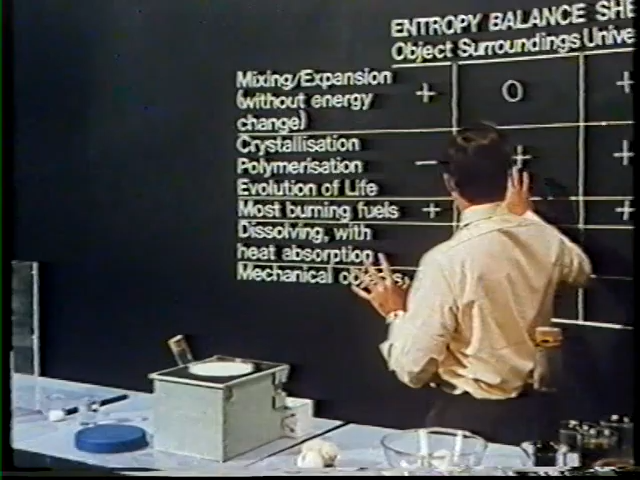 ENTROPY BALANCE SHE
Object Surroundings Unive
Mixing/Expansion + O +
(without energy
change)
Crystallisation
Polymerisation − + +
Evolution of Life
Most burning fuels + +
Dissolving, with
heat absorption
Mechanical